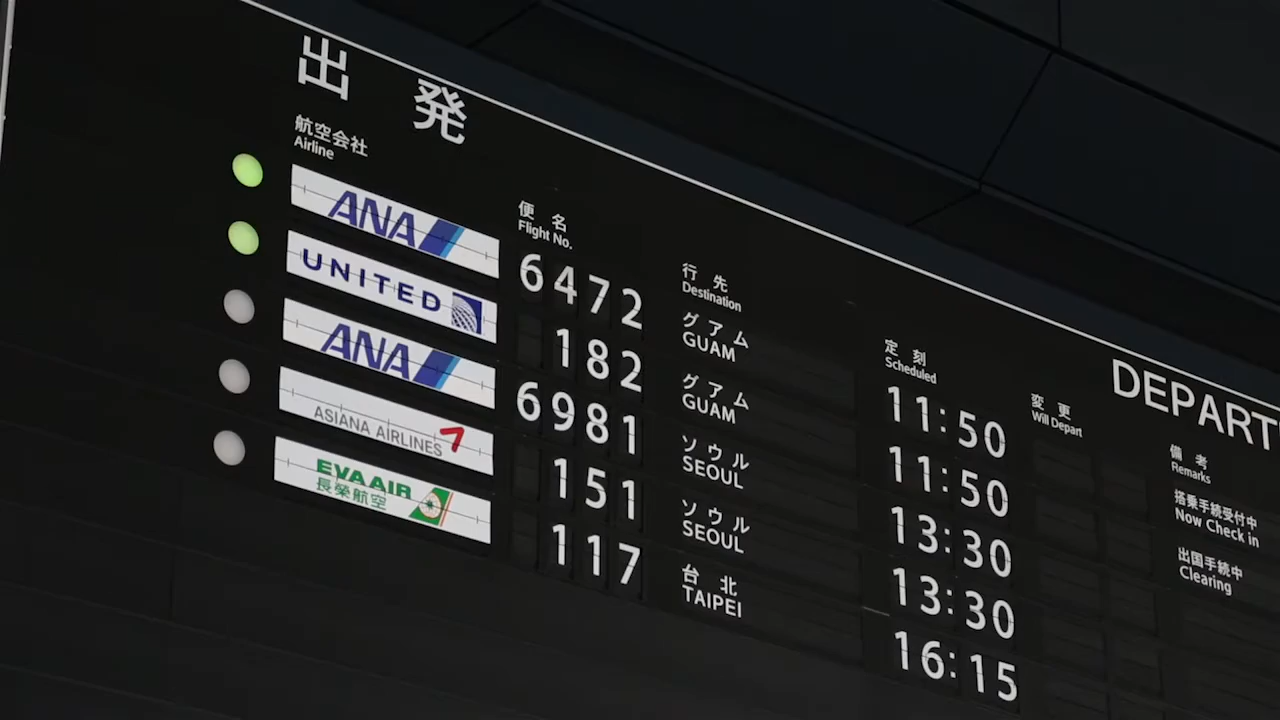 出発
DEPART
航空会社 便名 行先 定刻 変更 備考
Airline Flight No. Destination Scheduled Will Depart Remarks
ANA 6472 グアム 11:50 搭乗手続受付中
GUAM Now Check in
UNITED 182 グアム 11:50 出国手続中
GUAM Clearing
ANA 6981 ソウル 13:30
SEOUL
ASIANA AIRLINES 151 ソウル 13:30
SEOUL
EVA AIR 117 台北 16:15
長榮航空 TAIPEI